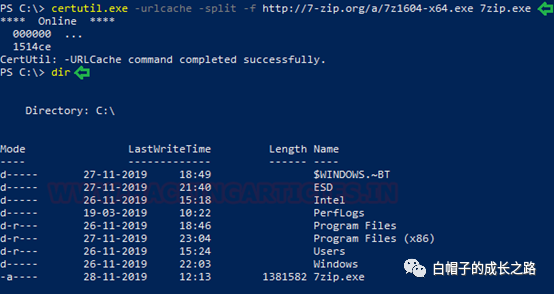 PS C:\> certutil.exe -urlcache -split -f http://7-zip.org/a/7z1604-x64.exe 7zip.exe
**** Online ****
000000 ...
1514ce
CertUtil: -URLCache command completed successfully.
PS C:\> dir
Directory: C:\
Mode LastWriteTime Length Name
---- ------------- ------ ----
d----- 27-11-2019 18:49 $WINDOWS.~BT
d----- 27-11-2019 21:40 ESD
d----- 26-11-2019 15:18 Intel
d----- 19-03-2019 10:22 PerfLogs
d-r--- 26-11-2019 18:46 Program Files
d-r--- 27-11-2019 23:04 Program Files (x86)
d-r--- 26-11-2019 15:24 Users
d----- 26-11-2019 22:03 Windows
-a---- 28-11-2019 12:13 1381582 7zip.exe
白帽子的成长之路